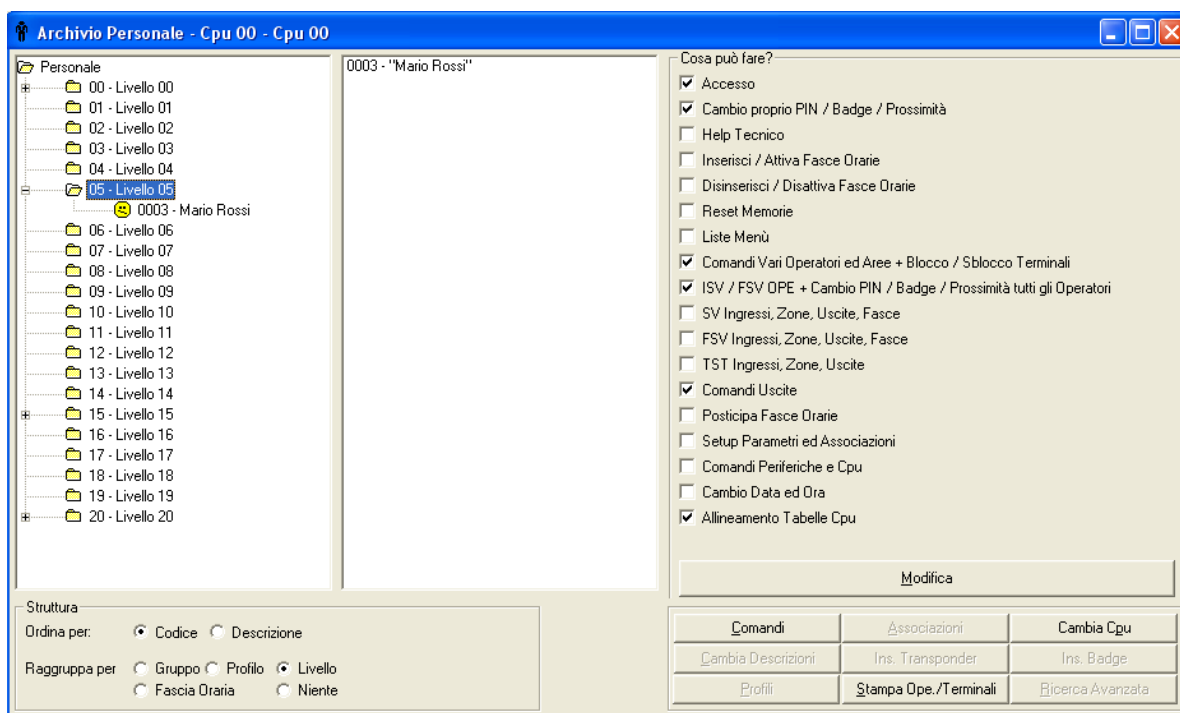 Archivio Personale - Cpu 00 - Cpu 00
Personale
00 - Livello 00
01 - Livello 01
02 - Livello 02
03 - Livello 03
04 - Livello 04
05 - Livello 05
0003 - Mario Rossi
06 - Livello 06
07 - Livello 07
08 - Livello 08
09 - Livello 09
10 - Livello 10
11 - Livello 11
12 - Livello 12
13 - Livello 13
14 - Livello 14
15 - Livello 15
16 - Livello 16
17 - Livello 17
18 - Livello 18
19 - Livello 19
20 - Livello 20
0003 - "Mario Rossi"
Cosa può fare?
Accesso
Cambio proprio PIN / Badge / Prossimità
Help Tecnico
Inserisci / Attiva Fasce Orarie
Disinserisci / Disattiva Fasce Orarie
Reset Memorie
Liste Menù
Comandi Vari Operatori ed Aree + Blocco / Sblocco Terminali
ISV / FSV OPE + Cambio PIN / Badge / Prossimità tutti gli Operatori
SV Ingressi, Zone, Uscite, Fasce
FSV Ingressi, Zone, Uscite, Fasce
TST Ingressi, Zone, Uscite
Comandi Uscite
Posticipa Fasce Orarie
Setup Parametri ed Associazioni
Comandi Periferiche e Cpu
Cambio Data ed Ora
Allineamento Tabelle Cpu
Modifica
Struttura
Ordina per: Codice Descrizione
Raggruppa per Gruppo Profilo Livello
Fascia Oraria Niente
Comandi Associazioni Cambia Cpu
Cambia Descrizioni Ins. Transponder Ins. Badge
Profili Stampa Ope./Terminali Ricerca Avanzata